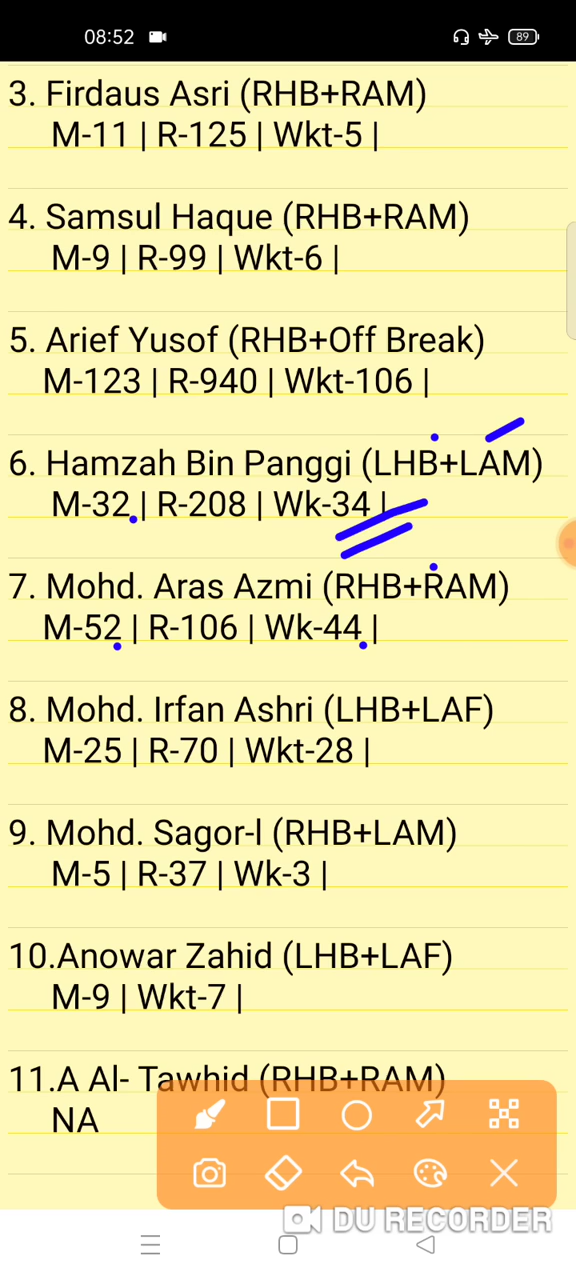 08:52
89
3. Firdaus Asri (RHB+RAM)
M-11 | R-125 | Wkt-5 |
4. Samsul Haque (RHB+RAM)
M-9 | R-99 | Wkt-6 |
5. Arief Yusof (RHB+Off Break)
M-123 | R-940 | Wkt-106 |
6. Hamzah Bin Panggi (LHB+LAM)
M-32 | R-208 | Wk-34 |
7. Mohd. Aras Azmi (RHB+RAM)
M-52 | R-106 | Wk-44 |
8. Mohd. Irfan Ashri (LHB+LAF)
M-25 | R-70 | Wkt-28 |
9. Mohd. Sagor-I (RHB+LAM)
M-5 | R-37 | Wk-3 |
10.Anowar Zahid (LHB+LAF)
M-9 | Wkt-7 |
11.A Al- Tawhid (RHB+RAM)
NA
DU RECORDER